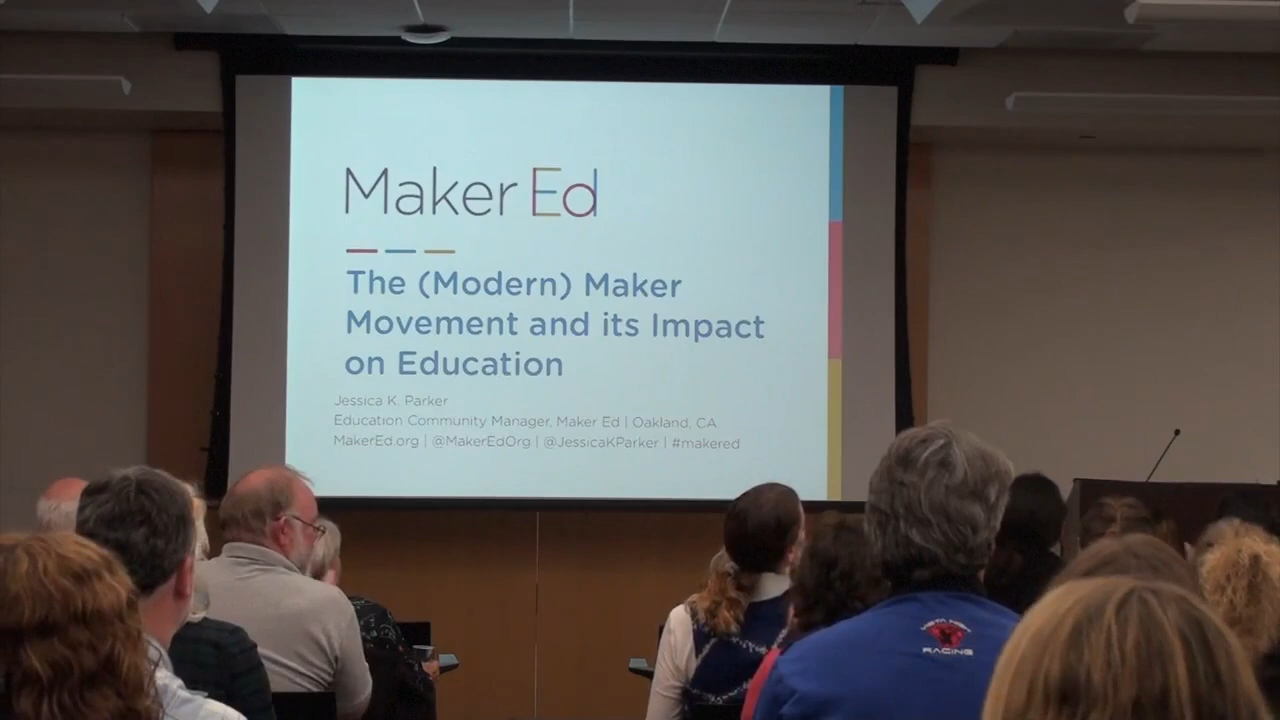 Maker Ed
The (Modern) Maker
Movement and its Impact
on Education
Jessica K. Parker
Education Community Manager, Maker Ed | Oakland, CA
MakerEd.org | @MakerEdOrg | @JessicaKParker | #makered
RACING